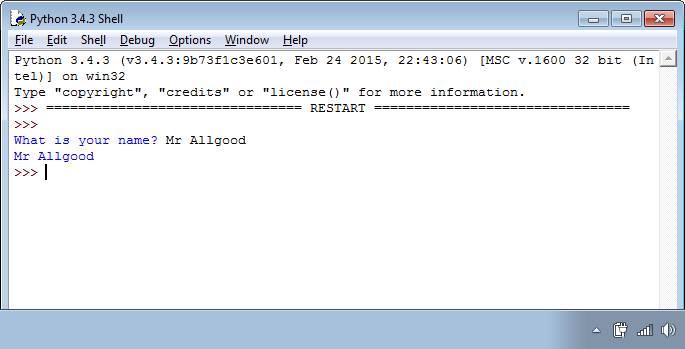 Python 3.4.3 Shell
File Edit Shell Debug Options Window Help
Python 3.4.3 (v3.4.3:9b73f1c3e601, Feb 24 2015, 22:43:06) [MSC v.1600 32 bit (In
tel)] on win32
Type "copyright", "credits" or "license()" for more information.
>>> ================================ RESTART ================================
>>>
What is your name? Mr Allgood
Mr Allgood
>>>